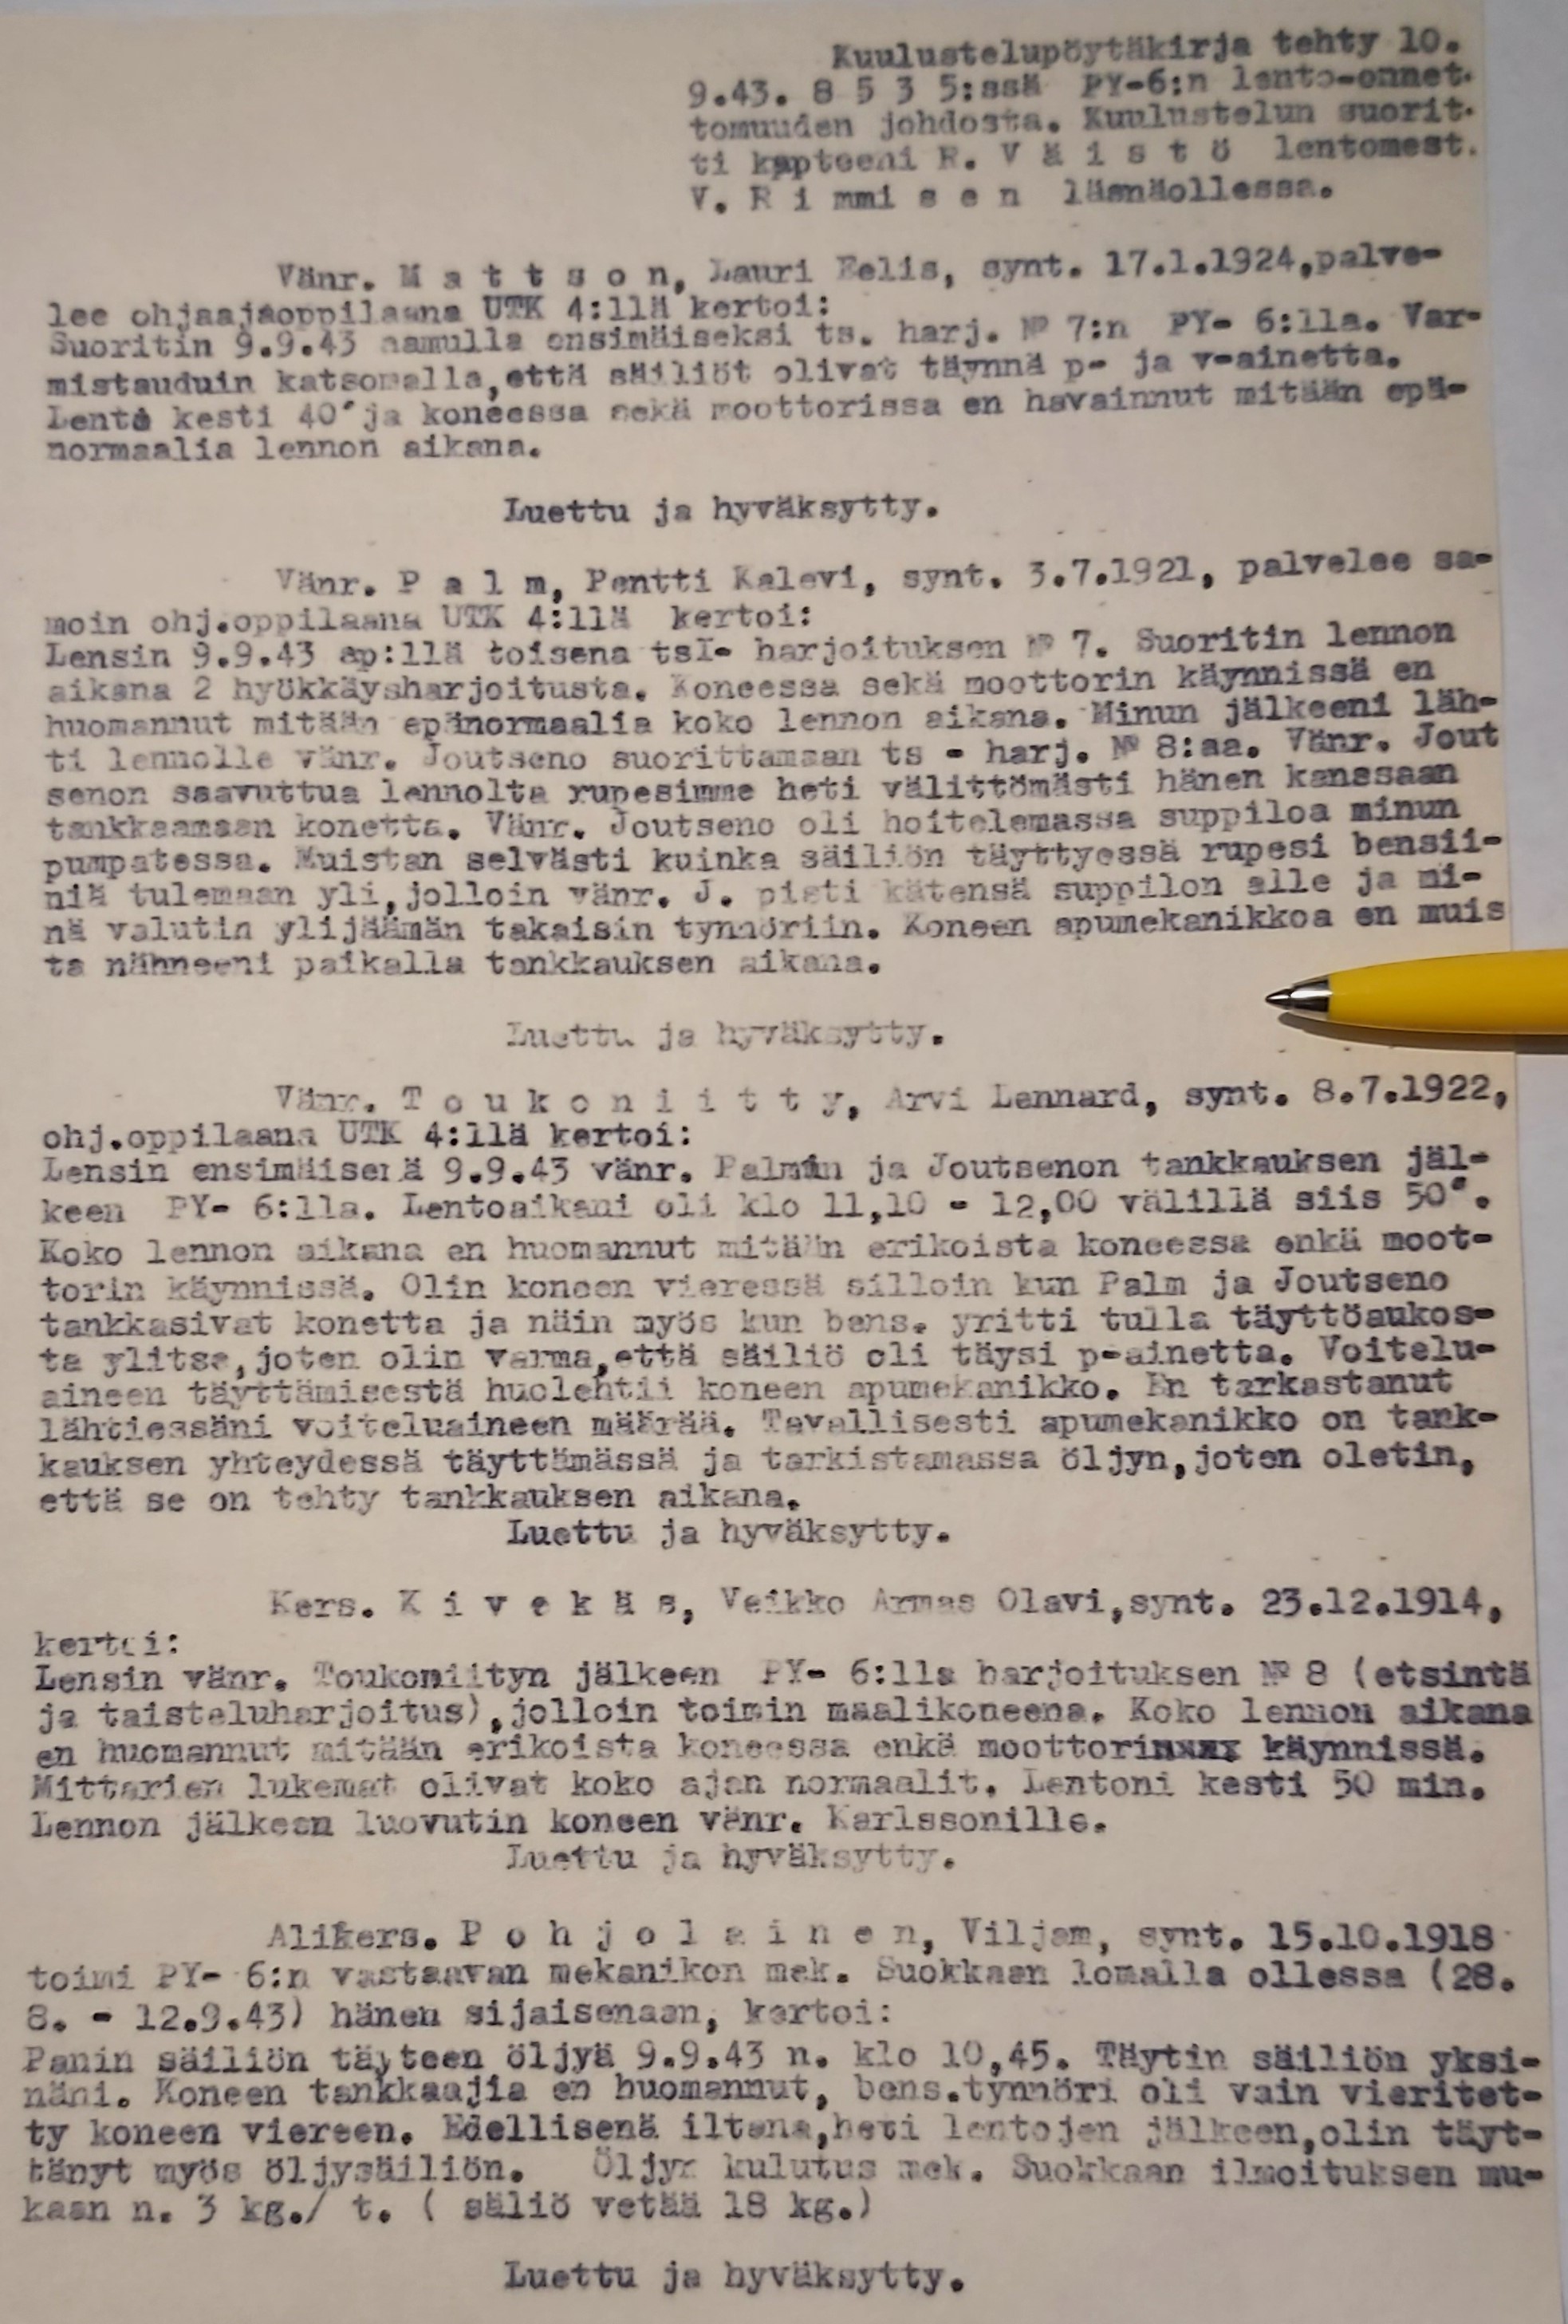 Kuulustelupöytäkirja tehty 10.
9.43. 8 5 3 5:ssä PY-6:n lento-onnet-
tomuuden johdosta. Kuulustelun suorit-
ti kapteeni R. V ä i s t ö lentomest.
V. R i m m i s e n läsnäollessa.
Vänr. M a t t s o n, Lauri Eelis, synt. 17.1.1924,palve-
lee ohjaajaoppilaana UTK 4:llä kertoi:
Suoritin 9.9.43 aamulla ensimäiseksi ts. harj. № 7:n PY- 6:lla. Var-
mistauduin katsomalla,että säiliöt olivat täynnä p- ja v-ainetta.
Lento kesti 40´ja koneessa sekä moottorissa en havainnut mitään epä-
normaalia lennon aikana.
Luettu ja hyväksytty.
Vänr. P a l m, Pentti Kalevi, synt. 3.7.1921, palvelee sa-
moin ohj.oppilaana UTK 4:llä kertoi:
Lensin 9.9.43 ap:llä toisena tsI- harjoituksen № 7. Suoritin lennon
aikana 2 hyökkäysharjoitusta. Koneessa sekä moottorin käynnissä en
huomannut mitään epänormaalia koko lennon aikana. Minun jälkeeni läh-
ti lennolle vänr. Joutseno suorittamaan ts - harj. № 8:aa. Vänr. Jout
senon saavuttua lennolta rupesimme heti välittömästi hänen kanssaan
tankkaamaan konetta. Vänr. Joutseno oli hoitelemassa suppiloa minun
pumpatessa. Muistan selvästi kuinka säiliön täyttyessä rupesi bensii-
niä tulemaan yli,jolloin vänr. J. pisti kätensä suppilon alle ja mi-
nä valutin ylijäämän takaisin tynnöriin. Koneen apumekanikkoa en muis
ta nähneeni paikalla tankkauksen aikana.
Luettu ja hyväksytty.
Vänr. T o u k o n i i t t y, Arvi Lennard, synt. 8.7.1922,
ohj.oppilaana UTK 4:llä kertoi:
Lensin ensimäisenä 9.9.43 vänr. Palmin ja Joutsenon tankkauksen jäl-
keen PY- 6:lla. Lentoaikani oli klo 11,10 - 12,00 välillä siis 50´.
Koko lennon aikana en huomannut mitään erikoista koneessa enkä moot-
torin käynnissä. Olin koneen vieressä silloin kun Palm ja Joutseno
tankkasivat konetta ja näin myös kun bens. yritti tulla täyttöaukos-
ta ylitse,joten olin varma,että säiliö oli täysi p-ainetta. Voitelu-
aineen täyttämisestä huolehtii koneen apumekanikko. En tarkastanut
lähtiessäni voiteluaineen määrää. Tavallisesti apumekanikko on tank-
kauksen yhteydessä täyttämässä ja tarkistamassa öljyn,joten oletin,
että se on tehty tankkauksen aikana.
Luettu ja hyväksytty.
Kers. K i v e k ä s, Veikko Armas Olavi,synt. 23.12.1914,
kertoi:
Lensin vänr. Toukoniityn jälkeen PY- 6:lla harjoituksen № 8 (etsintä
ja taisteluharjoitus),jolloin toimin maalikoneena. Koko lennon aikana
en huomannut mitään erikoista koneessa enkä moottorinxxx käynnissä.
Mittarien lukemat olivat koko ajan normaalit. Lentoni kesti 50 min.
Lennon jälkeen luovutin koneen vänr. Karlssonille.
Luettu ja hyväksytty.
Alikers. P o h j o l a i n e n, Viljam, synt. 15.10.1918
toimi PY- 6:n vastaavan mekanikon mek. Suokkaan lomalla ollessa (28.
8. - 12.9.43) hänen sijaisenaan, kertoi:
Panin säiliön täyteen öljyä 9.9.43 n. klo 10,45. Täytin säiliön yksi-
näni. Koneen tankkaajia en huomannut, bens.tynnöri oli vain vieritet-
ty koneen viereen. Edellisenä iltana,heti lentojen jälkeen,olin täyt-
tänyt myös öljysäiliön. Öljyn kulutus mek. Suokkaan ilmoituksen mu-
kaan n. 3 kg./ t. ( säliö vetää 18 kg.)
Luettu ja hyväksytty.